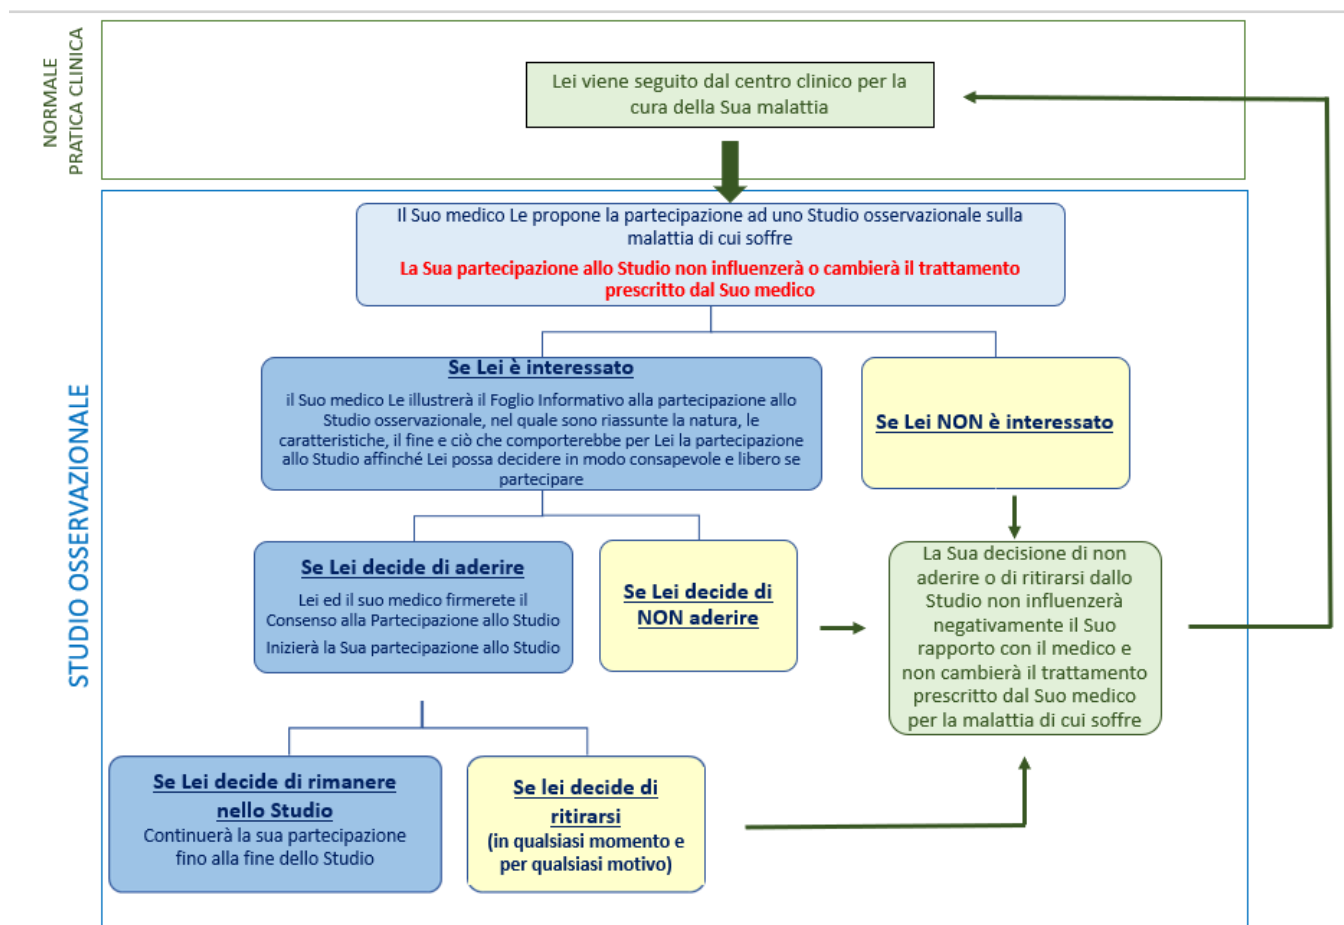 NORMALE
PRATICA CLINICA
Lei viene seguito dal centro clinico per la
cura della Sua malattia
STUDIO OSSERVAZIONALE
Il Suo medico Le propone la partecipazione ad uno Studio osservazionale sulla
malattia di cui soffre
La Sua partecipazione allo Studio non influenzerà o cambierà il trattamento
prescritto dal Suo medico
Se Lei è interessato
il Suo medico Le illustrerà il Foglio Informativo alla partecipazione allo
Studio osservazionale, nel quale sono riassunte la natura, le
caratteristiche, il fine e ciò che comporterebbe per Lei la partecipazione
allo Studio affinché Lei possa decidere in modo consapevole e libero se
partecipare
Se Lei NON è interessato
Se Lei decide di aderire
Lei ed il suo medico firmerete il
Consenso alla Partecipazione allo Studio
Inizierà la Sua partecipazione allo Studio
Se Lei decide di
NON aderire
La Sua decisione di non
aderire o di ritirarsi dallo
Studio non influenzerà
negativamente il Suo
rapporto con il medico e
non cambierà il trattamento
prescritto dal Suo medico
per la malattia di cui soffre
Se Lei decide di rimanere
nello Studio
Continuerà la sua partecipazione
fino alla fine dello Studio
Se lei decide di
ritirarsi
(in qualsiasi momento e
per qualsiasi motivo)